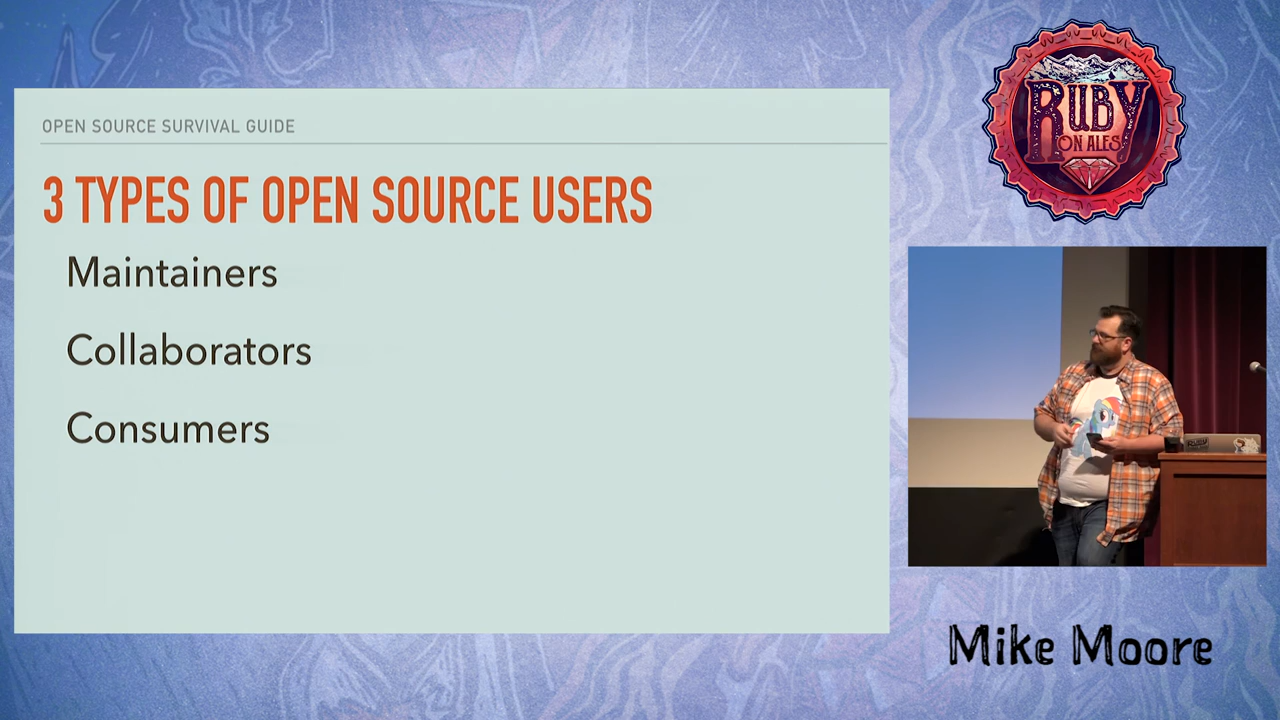 OPEN SOURCE SURVIVAL GUIDE
3 TYPES OF OPEN SOURCE USERS
Maintainers
Collaborators
Consumers
RUBY
ON ALES
Mike Moore